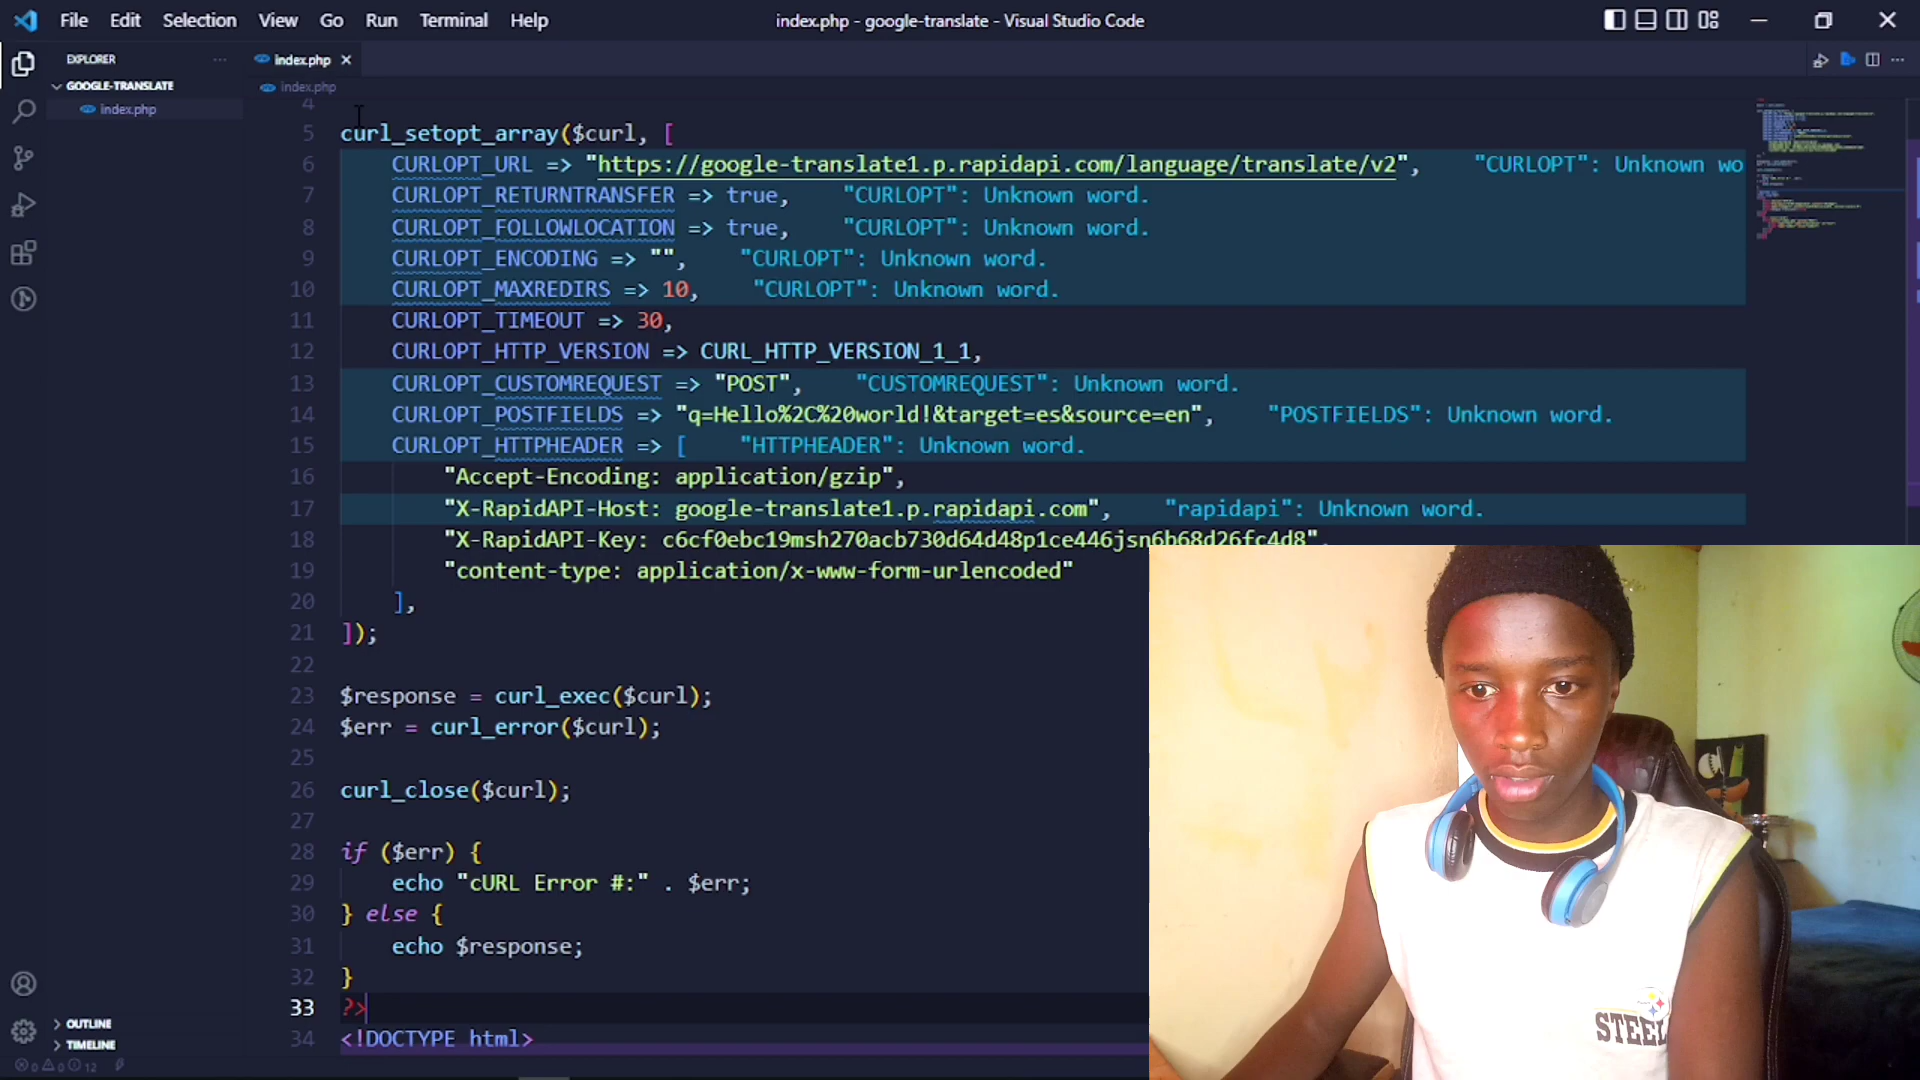 File Edit Selection View Go Run Terminal Help
index.php - google-translate - Visual Studio Code
EXPLORER
GOOGLE-TRANSLATE
index.php
OUTLINE
TIMELINE
0 0 12
index.php
index.php
4
5 curl_setopt_array($curl, [
6 CURLOPT_URL => "https://google-translate1.p.rapidapi.com/language/translate/v2", "CURLOPT": Unknown wo
7 CURLOPT_RETURNTRANSFER => true, "CURLOPT": Unknown word.
8 CURLOPT_FOLLOWLOCATION => true, "CURLOPT": Unknown word.
9 CURLOPT_ENCODING => "", "CURLOPT": Unknown word.
10 CURLOPT_MAXREDIRS => 10, "CURLOPT": Unknown word.
11 CURLOPT_TIMEOUT => 30,
12 CURLOPT_HTTP_VERSION => CURL_HTTP_VERSION_1_1,
13 CURLOPT_CUSTOMREQUEST => "POST", "CUSTOMREQUEST": Unknown word.
14 CURLOPT_POSTFIELDS => "q=Hello%2C%20world!&target=es&source=en", "POSTFIELDS": Unknown word.
15 CURLOPT_HTTPHEADER => [ "HTTPHEADER": Unknown word.
16 "Accept-Encoding: application/gzip",
17 "X-RapidAPI-Host: google-translate1.p.rapidapi.com", "rapidapi": Unknown word.
18 "X-RapidAPI-Key: c6cf0ebc19msh270acb730d64d48p1ce446jsn6b68d26fc4d8",
19 "content-type: application/x-www-form-urlencoded"
20 ],
21 ]);
22
23 $response = curl_exec($curl);
24 $err = curl_error($curl);
25
26 curl_close($curl);
27
28 if ($err) {
29 echo "cURL Error #:" . $err;
30 } else {
31 echo $response;
32 }
33 ?>
34 <!DOCTYPE html>
STEEL